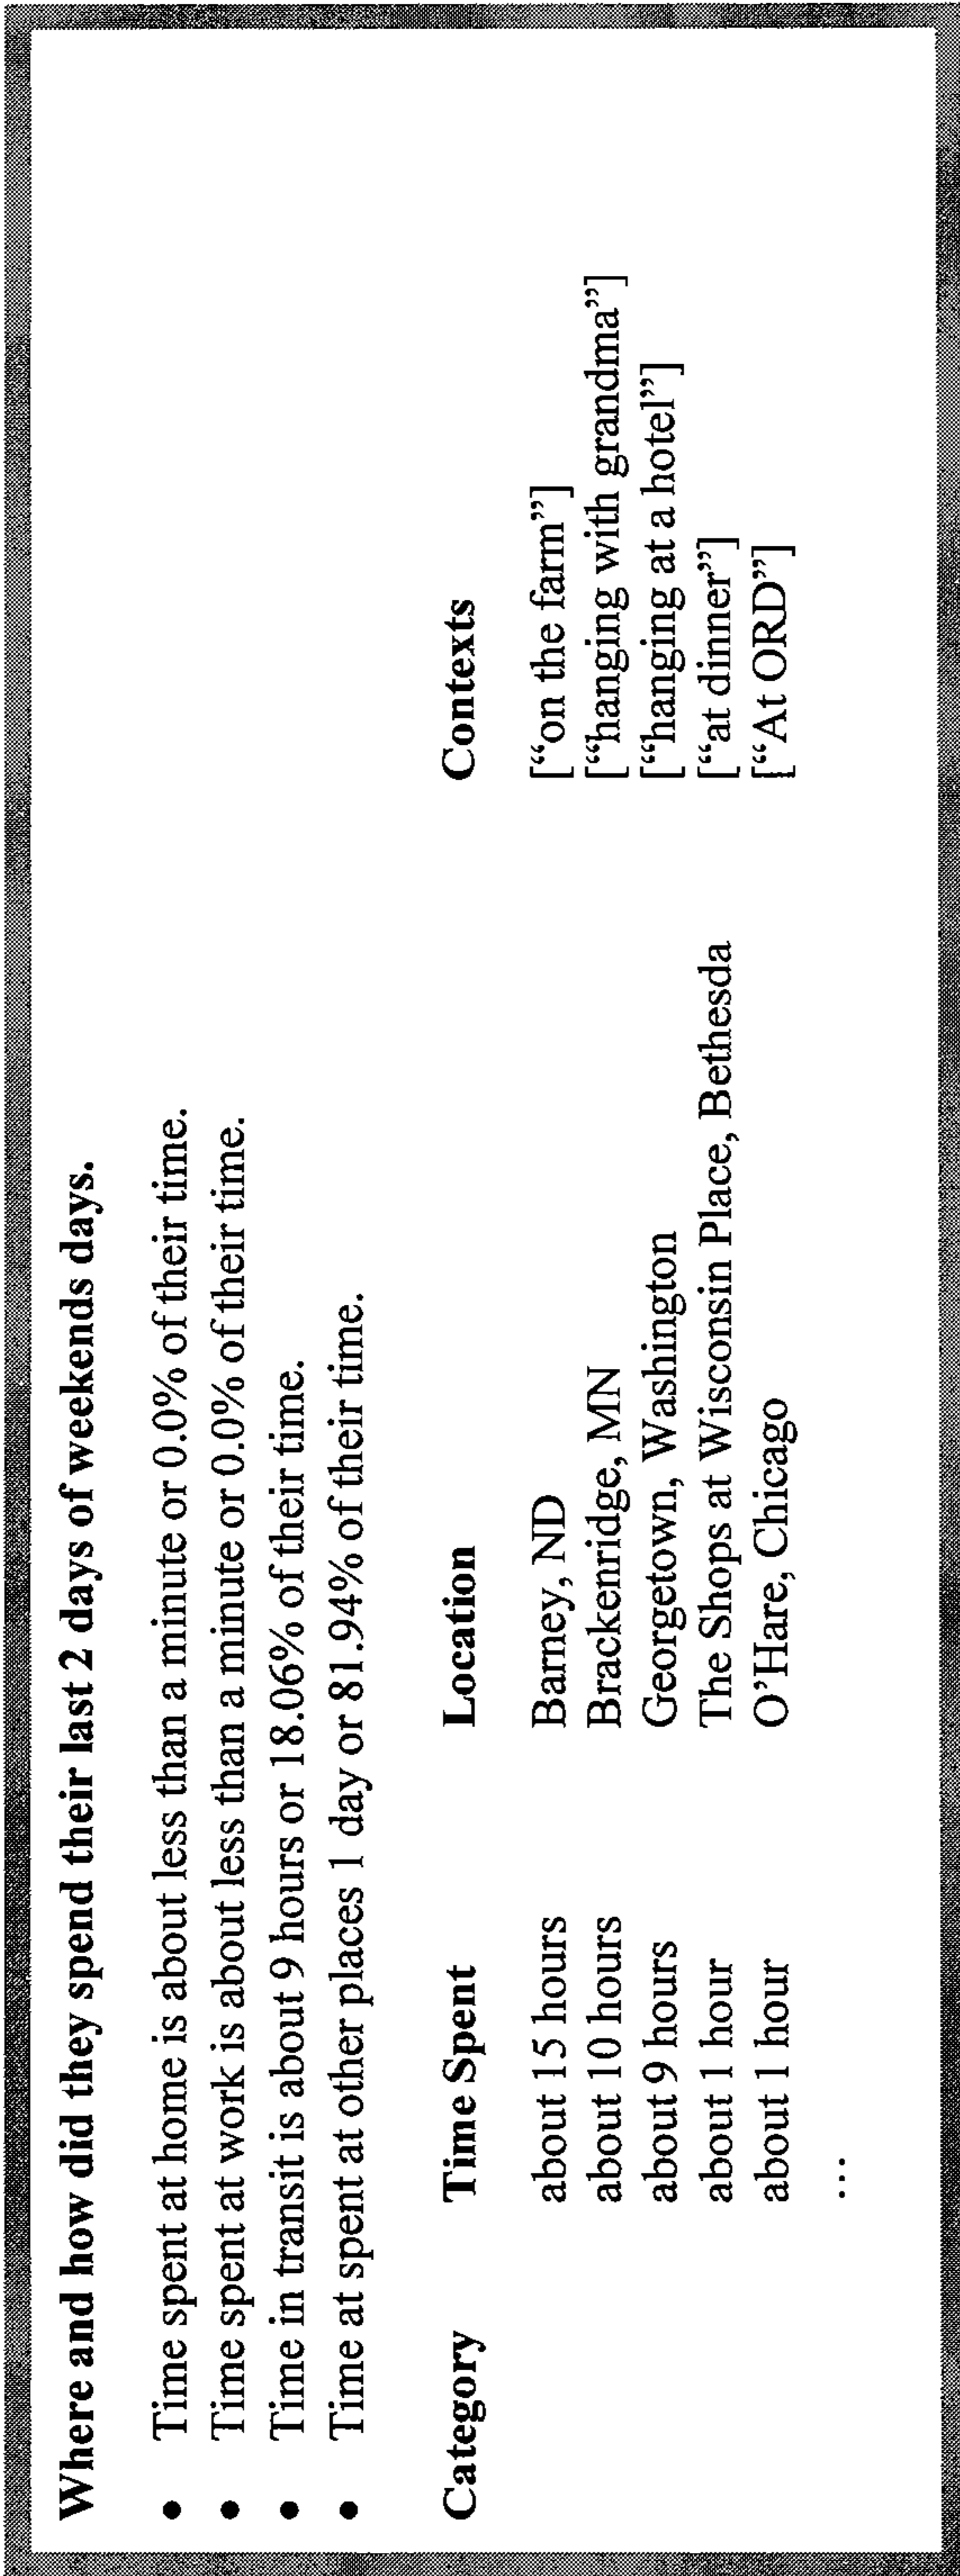 Where and how did they spend their last 2 days of weekends days.
• Time spent at home is about less than a minute or 0.0% of their time.
• Time spent at work is about less than a minute or 0.0% of their time.
• Time in transit is about 9 hours or 18.06% of their time.
• Time at spent at other places 1 day or 81.94% of their time.
Category Time Spent Location Contexts
about 15 hours Barney, ND [“on the farm”]
about 10 hours Brackenridge, MN [“hanging with grandma”]
about 9 hours Georgetown, Washington [“hanging at a hotel”]
about 1 hour The Shops at Wisconsin Place, Bethesda [“at dinner”]
about 1 hour O’Hare, Chicago [“At ORD”]
...